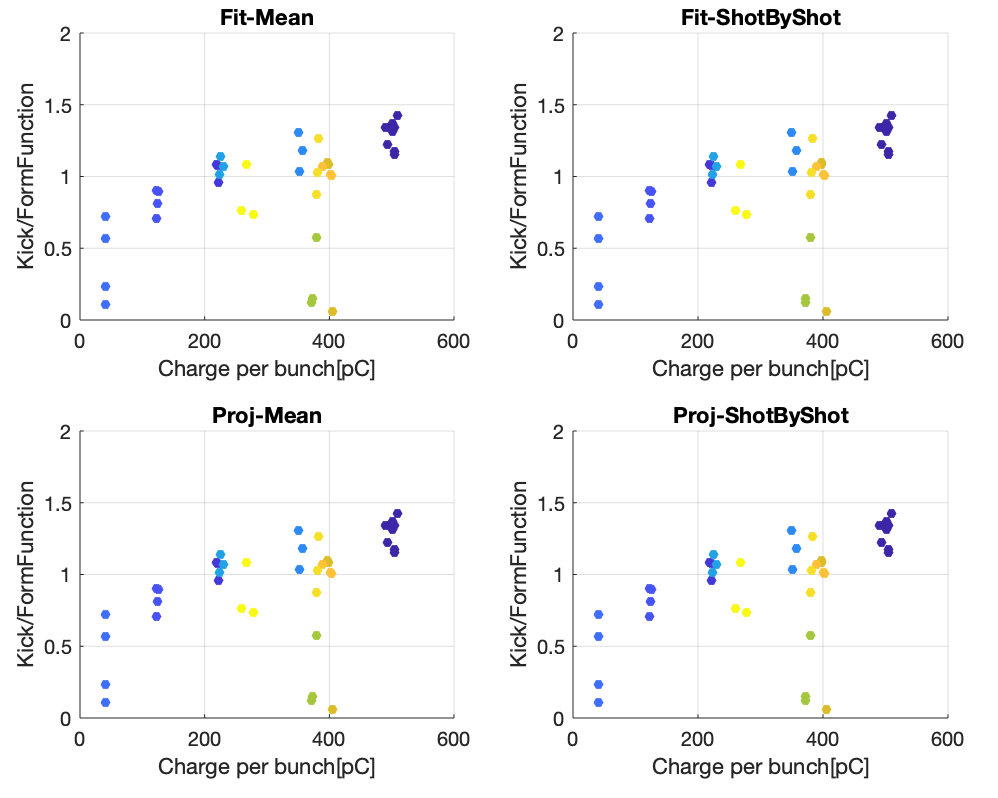 Fit-Mean
2
1.5
1
0.5
0
0 200 400 600
Kick/FormFunction
Charge per bunch[pC]
Fit-ShotByShot
2
1.5
1
0.5
0
0 200 400 600
Kick/FormFunction
Charge per bunch[pC]
Proj-Mean
2
1.5
1
0.5
0
0 200 400 600
Kick/FormFunction
Charge per bunch[pC]
Proj-ShotByShot
2
1.5
1
0.5
0
0 200 400 600
Kick/FormFunction
Charge per bunch[pC]